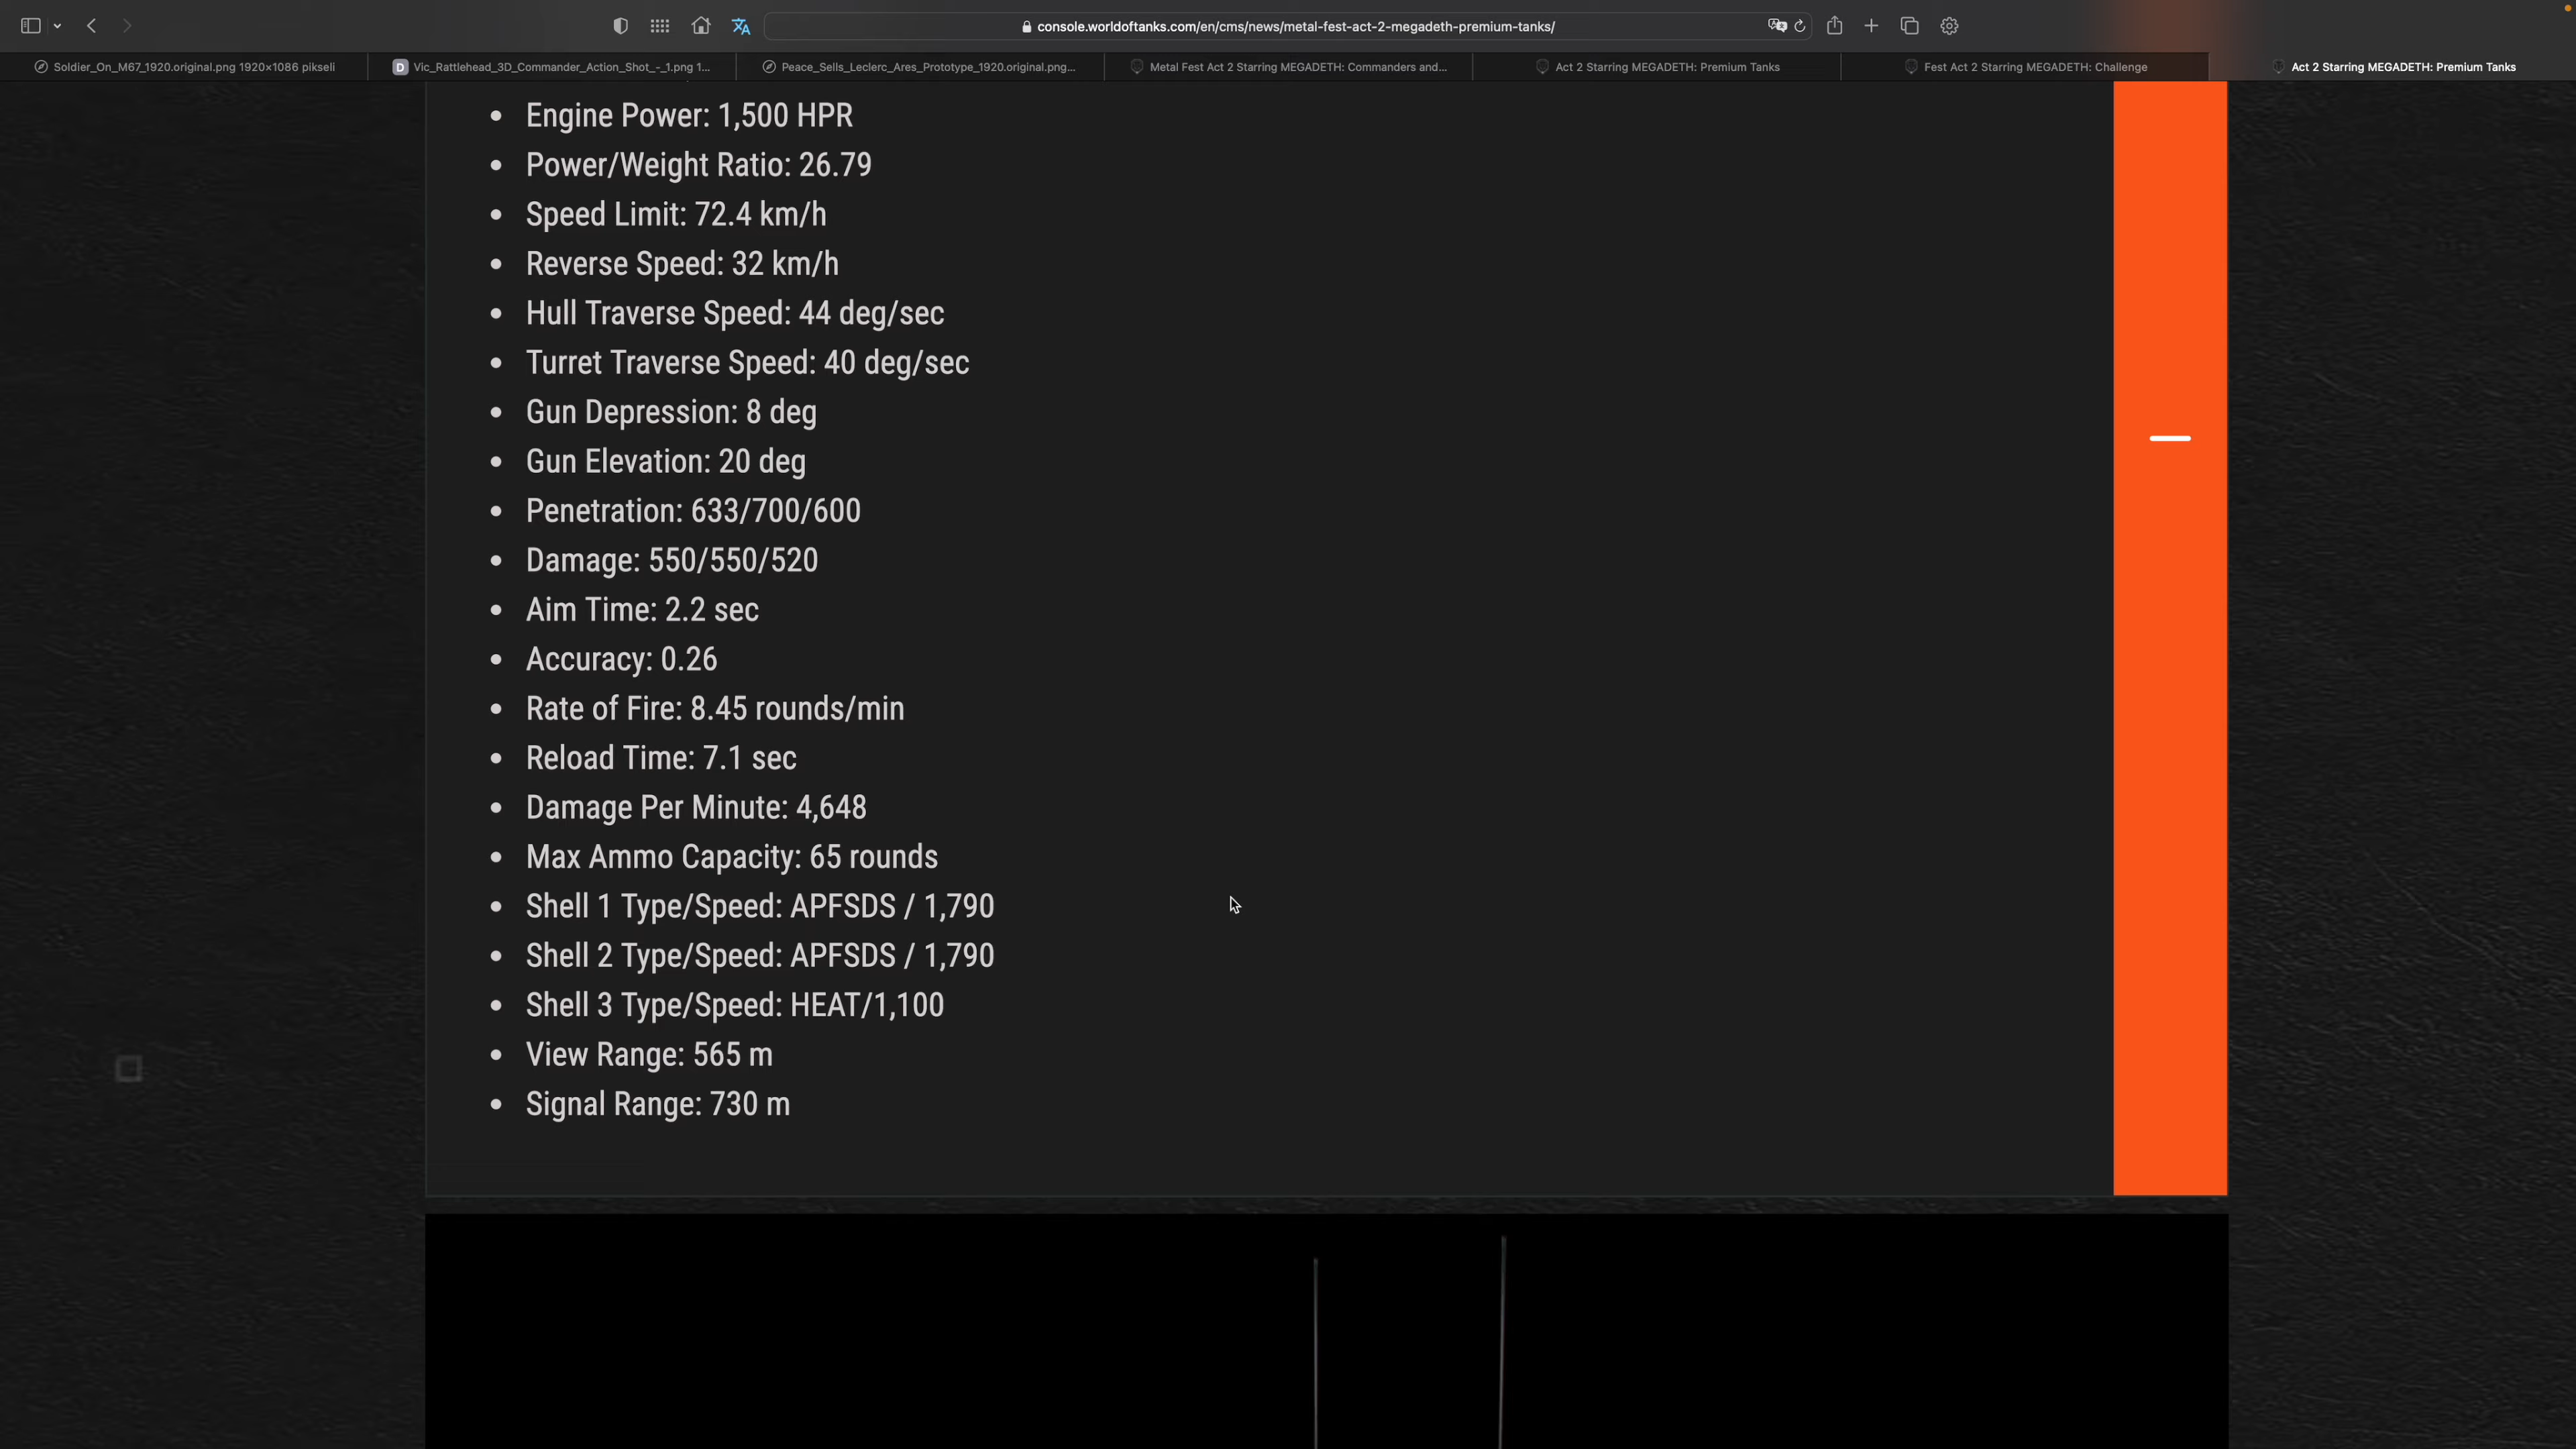 console.worldoftanks.com/en/cms/news/metal-fest-act-2-megadeth-premium-tanks/
Soldier_On_M67_1920.original.png 1920×1086 pikseli
D Vic_Rattlehead_3D_Commander_Action_Shot_-_1.png 1...
Peace_Sells_Leclerc_Ares_Prototype_1920.original.png...
Metal Fest Act 2 Starring MEGADETH: Commanders and...
Act 2 Starring MEGADETH: Premium Tanks
Fest Act 2 Starring MEGADETH: Challenge
Act 2 Starring MEGADETH: Premium Tanks
• Engine Power: 1,500 HPR
• Power/Weight Ratio: 26.79
• Speed Limit: 72.4 km/h
• Reverse Speed: 32 km/h
• Hull Traverse Speed: 44 deg/sec
• Turret Traverse Speed: 40 deg/sec
• Gun Depression: 8 deg
• Gun Elevation: 20 deg
• Penetration: 633/700/600
• Damage: 550/550/520
• Aim Time: 2.2 sec
• Accuracy: 0.26
• Rate of Fire: 8.45 rounds/min
• Reload Time: 7.1 sec
• Damage Per Minute: 4,648
• Max Ammo Capacity: 65 rounds
• Shell 1 Type/Speed: APFSDS / 1,790
• Shell 2 Type/Speed: APFSDS / 1,790
• Shell 3 Type/Speed: HEAT/1,100
• View Range: 565 m
• Signal Range: 730 m